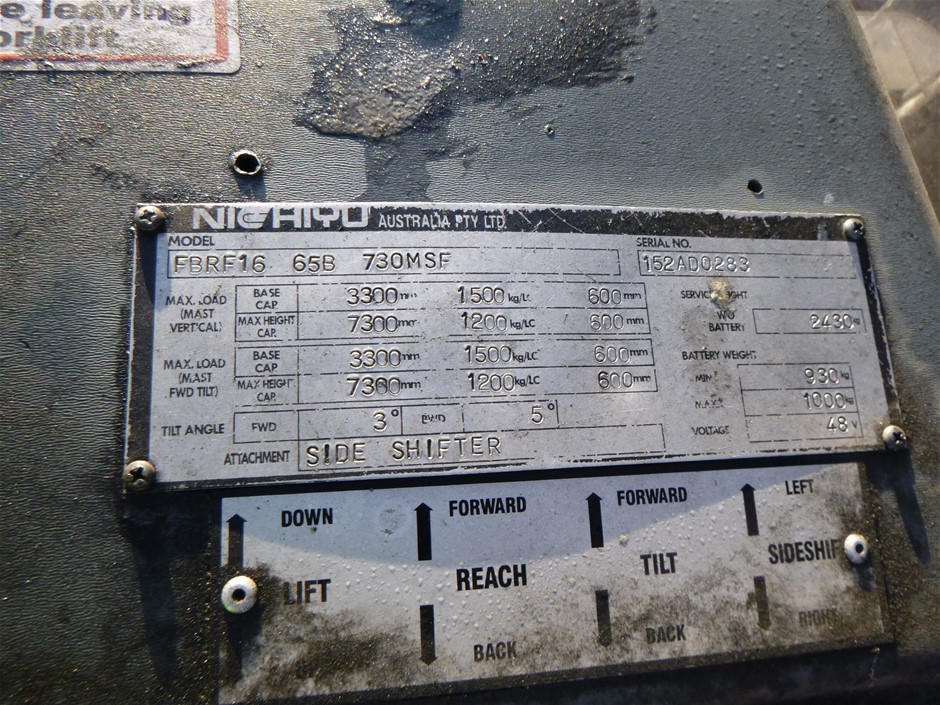 e leaving
orklift
NICHIYU AUSTRALIA PTY LTD.
MODEL
SERIAL NO.
FBRF16 65B 730MSF
152AD0283
MAX. LOAD (MAST VERTICAL)
BASE CAP. 3300mm 1500kg/LC 600mm
MAX HEIGHT CAP. 7300mm 1200kg/LC 600mm
SERVICE WEIGHT
W/O BATTERY 2430kg
MAX. LOAD (MAST FWD TILT)
BASE CAP. 3300mm 1500kg/LC 600mm
MAX HEIGHT CAP. 7300mm 1200kg/LC 600mm
BATTERY WEIGHT
MIN. 930kg
MAX. 1000kg
TILT ANGLE FWD 3° BWD 5°
VOLTAGE 48V
ATTACHMENT SIDE SHIFTER
DOWN FORWARD FORWARD LEFT
LIFT REACH TILT SIDESHIF
BACK BACK RIGHT